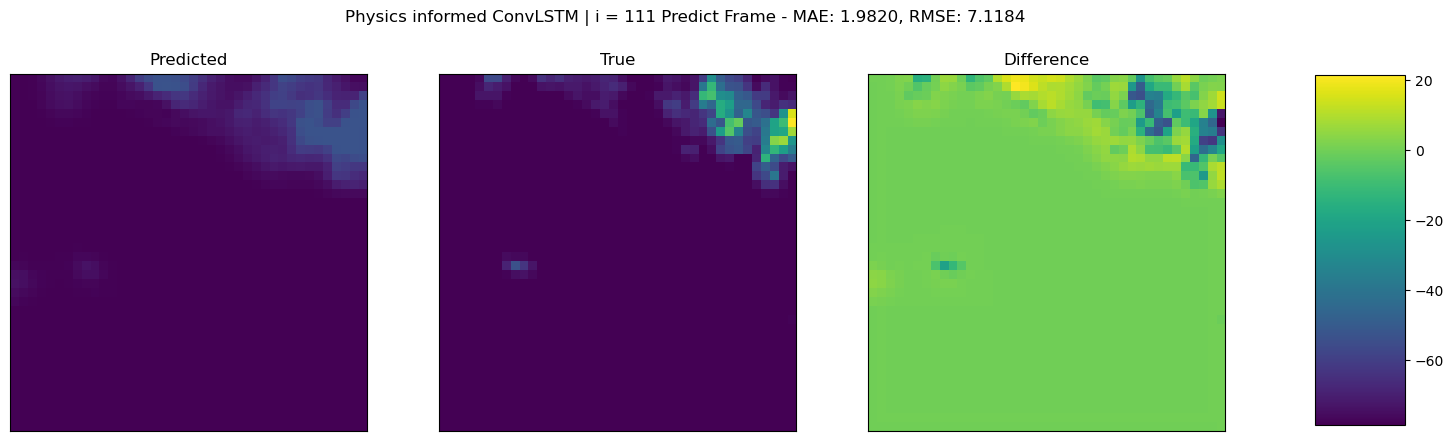 Physics informed ConvLSTM | i = 111 Predict Frame - MAE: 1.9820, RMSE: 7.1184
Predicted
True
Difference
20
0
−20
−40
−60